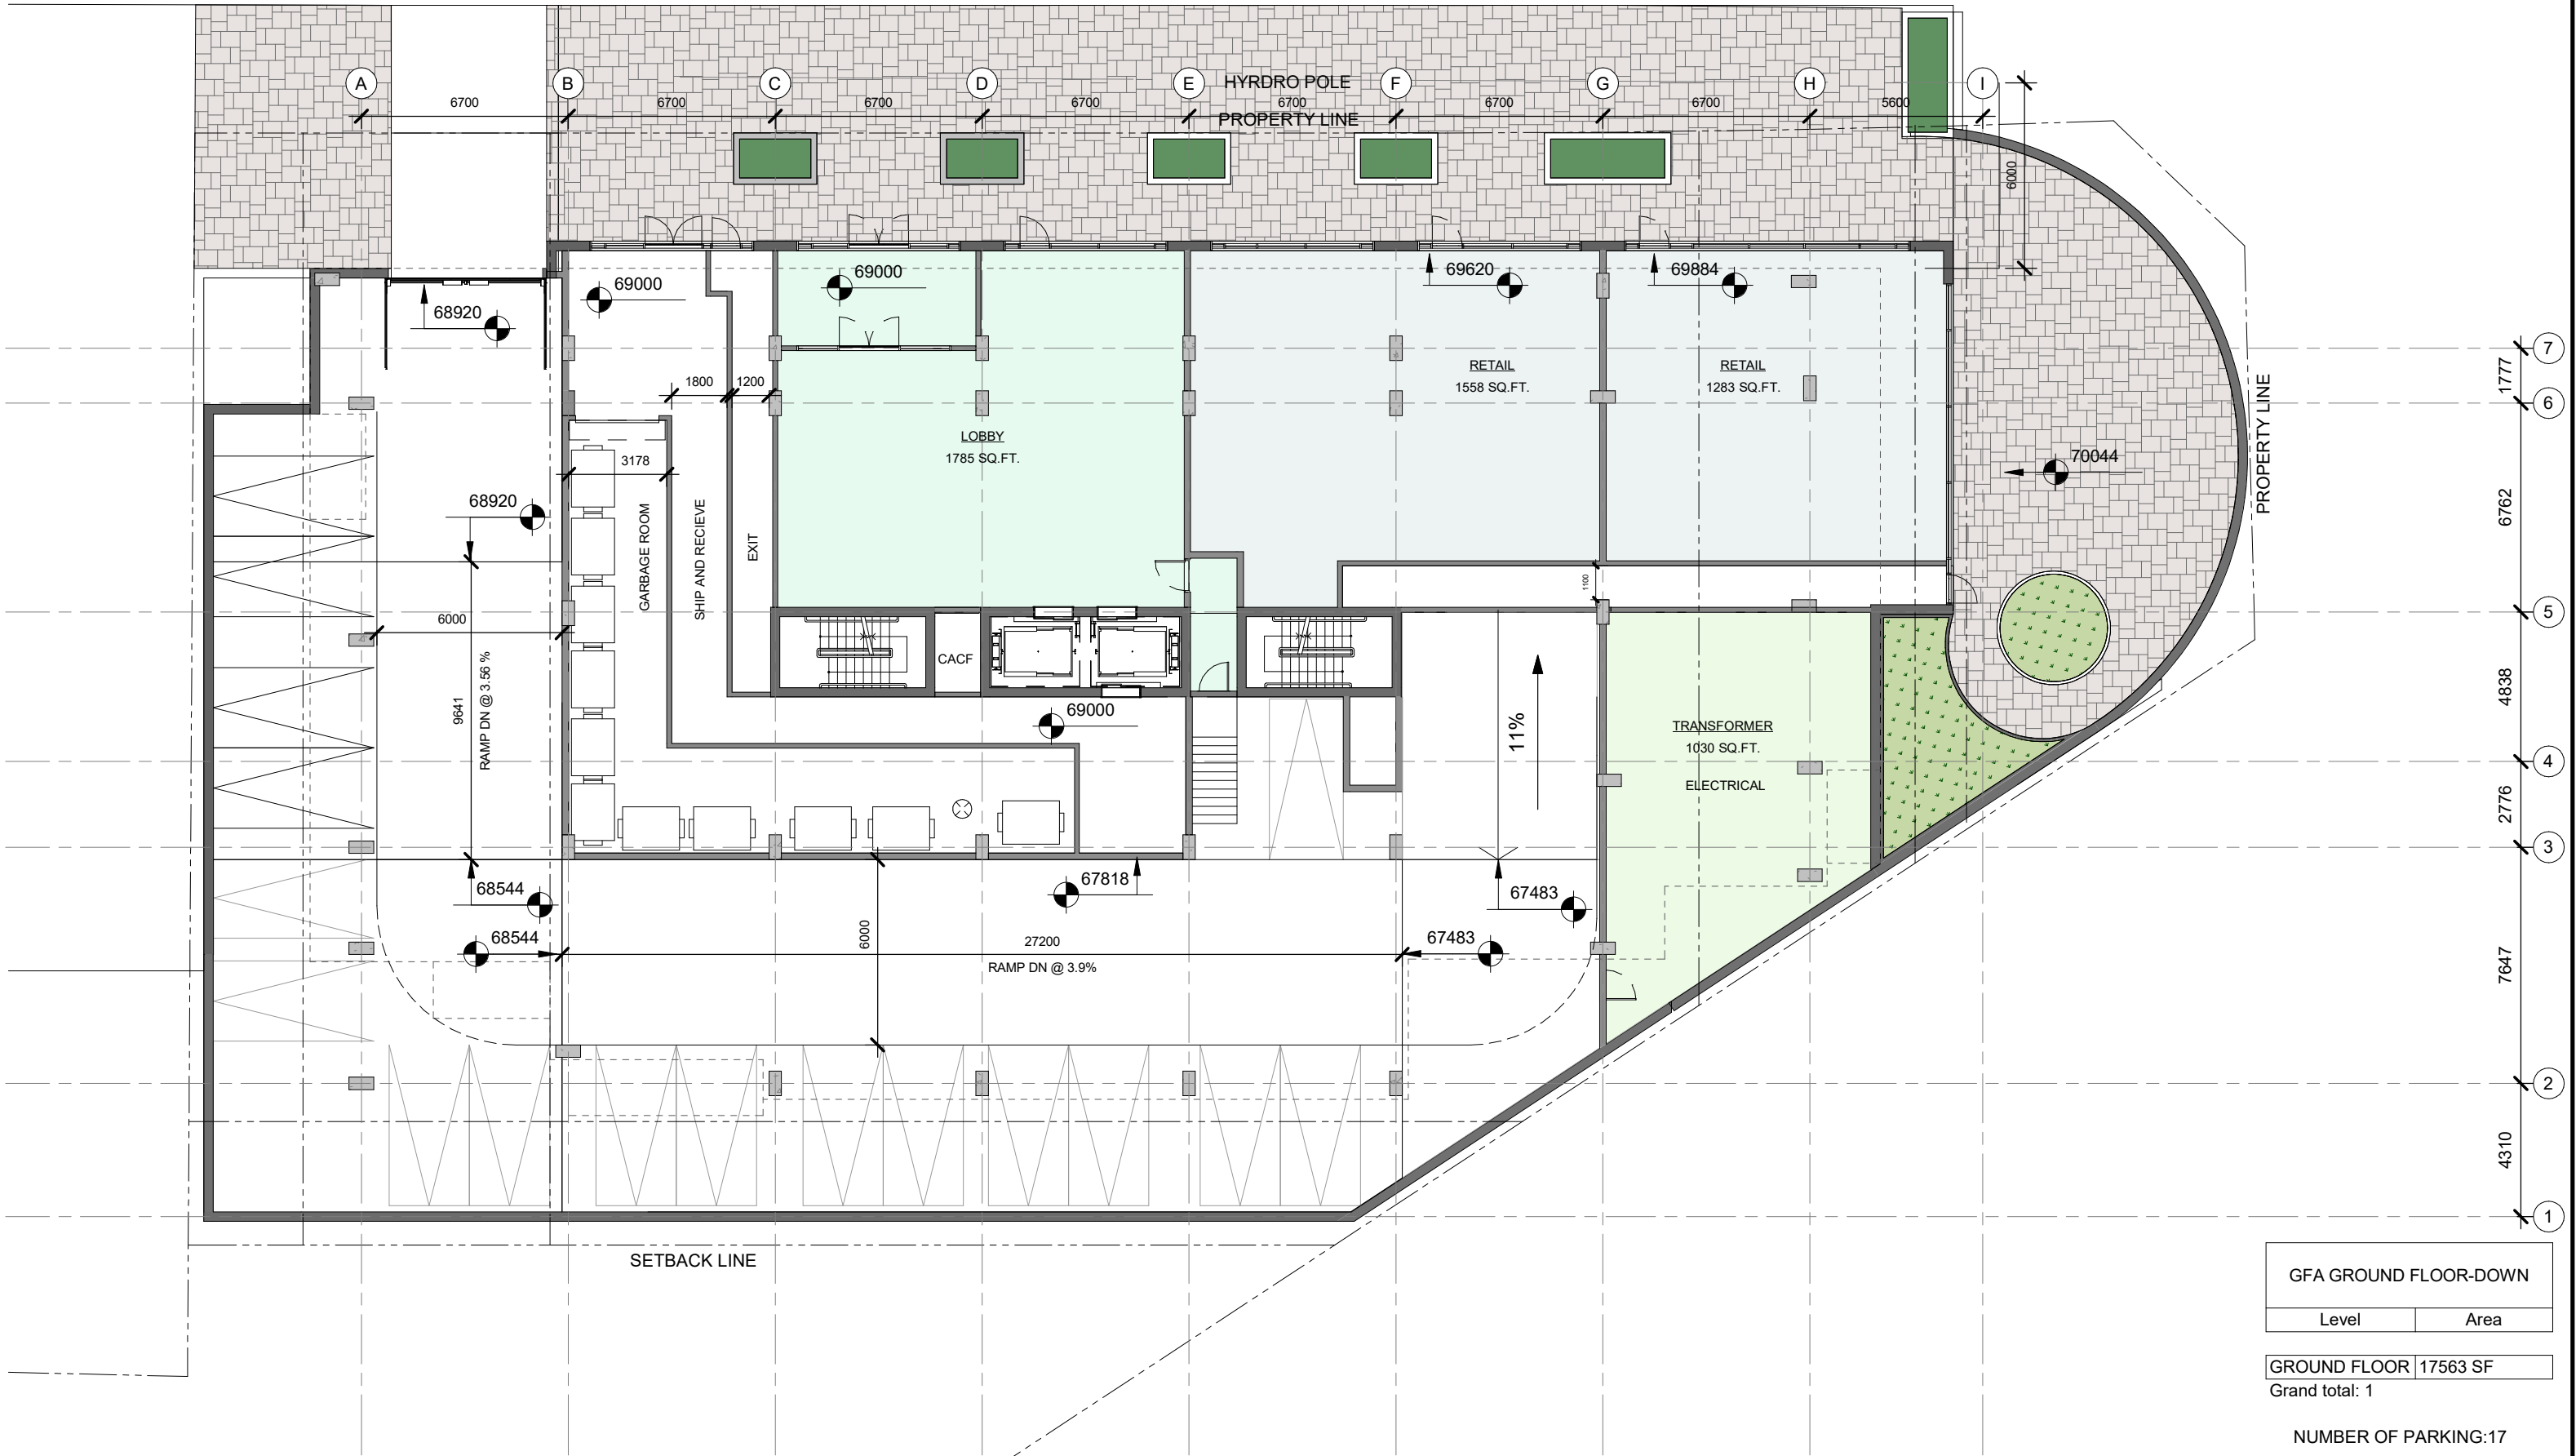 A
B
C
D
E
F
G
H
I
HYRDRO POLE
6700
6700
6700
6700
6700
6700
6700
5600
PROPERTY LINE
6000
69000
69000
69620
69884
68920
7
1777
6
1800
1200
RETAIL
1558 SQ.FT.
RETAIL
1283 SQ.FT.
PROPERTY LINE
LOBBY
1785 SQ.FT.
3178
70044
68920
GARBAGE ROOM
SHIP AND RECIEVE
EXIT
6762
1100
5
6000
CACF
RAMP DN @ 3.56 %
9641
69000
11%
TRANSFORMER
1030 SQ.FT.
ELECTRICAL
4838
4
2776
3
68544
67818
67483
68544
6000
27200
67483
RAMP DN @ 3.9%
7647
2
4310
1
SETBACK LINE
GFA GROUND FLOOR-DOWN
Level Area
GROUND FLOOR 17563 SF
Grand total: 1
NUMBER OF PARKING:17